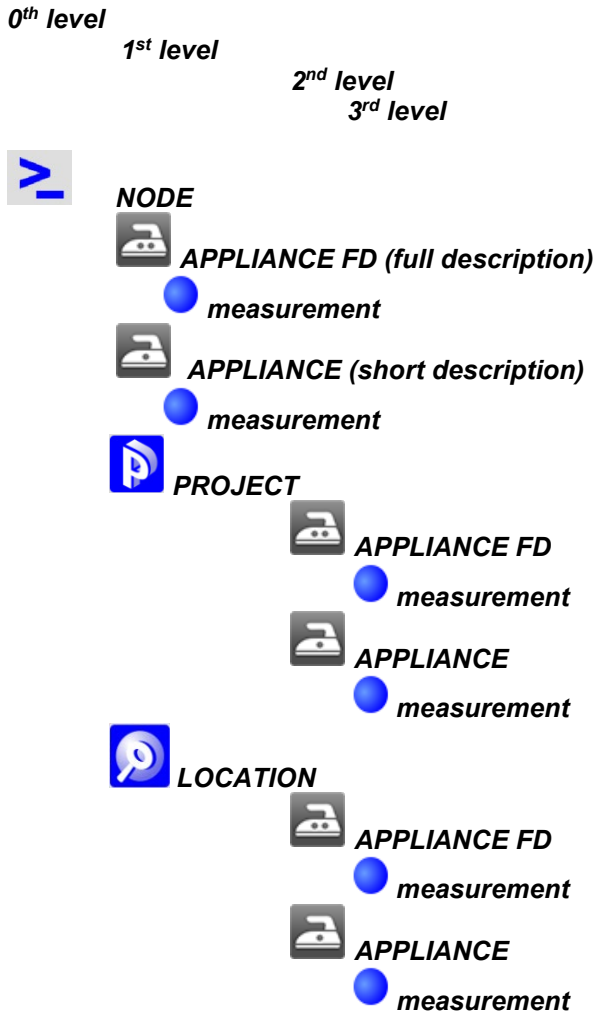 0th level
1st level
2nd level
3rd level
>_
NODE
APPLIANCE FD (full description)
measurement
APPLIANCE (short description)
measurement
PROJECT
APPLIANCE FD
measurement
APPLIANCE
measurement
LOCATION
APPLIANCE FD
measurement
APPLIANCE
measurement